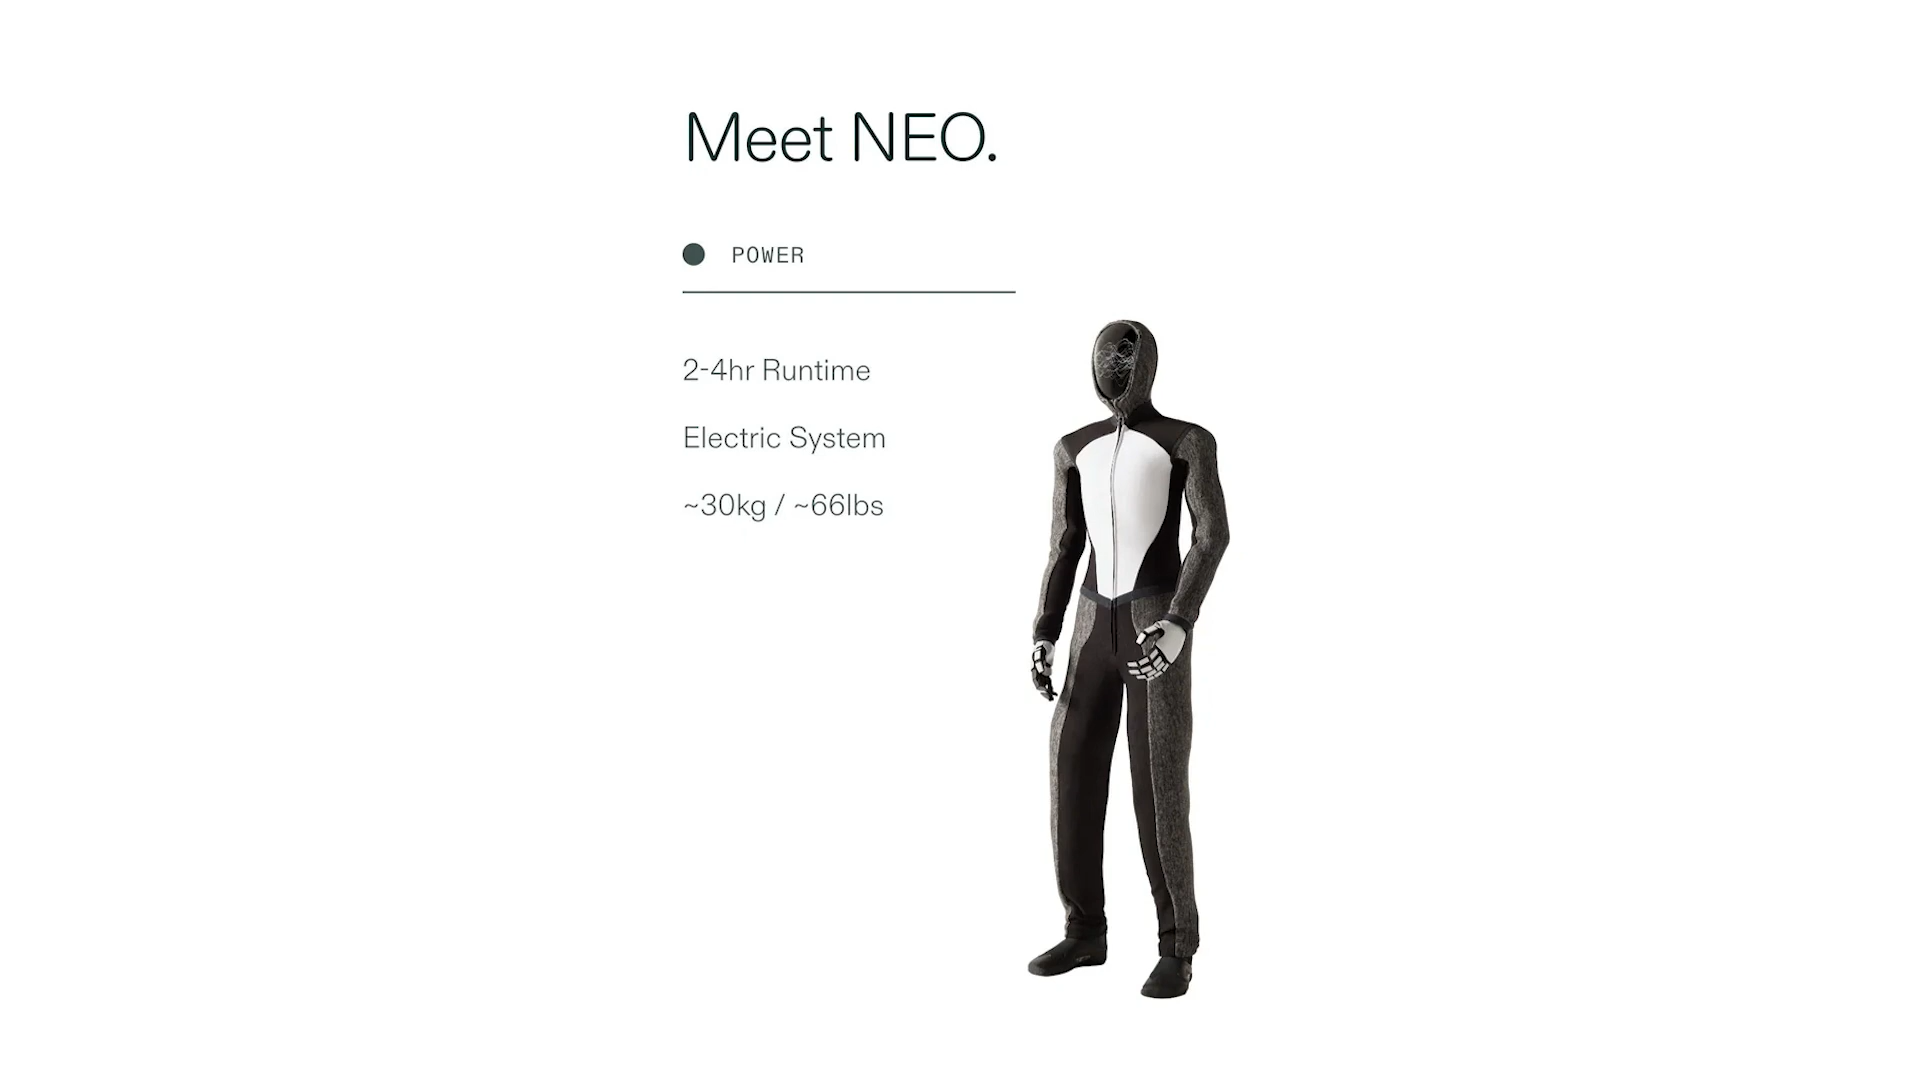 Meet NEO.
POWER
2-4hr Runtime
Electric System
~30kg / ~66lbs